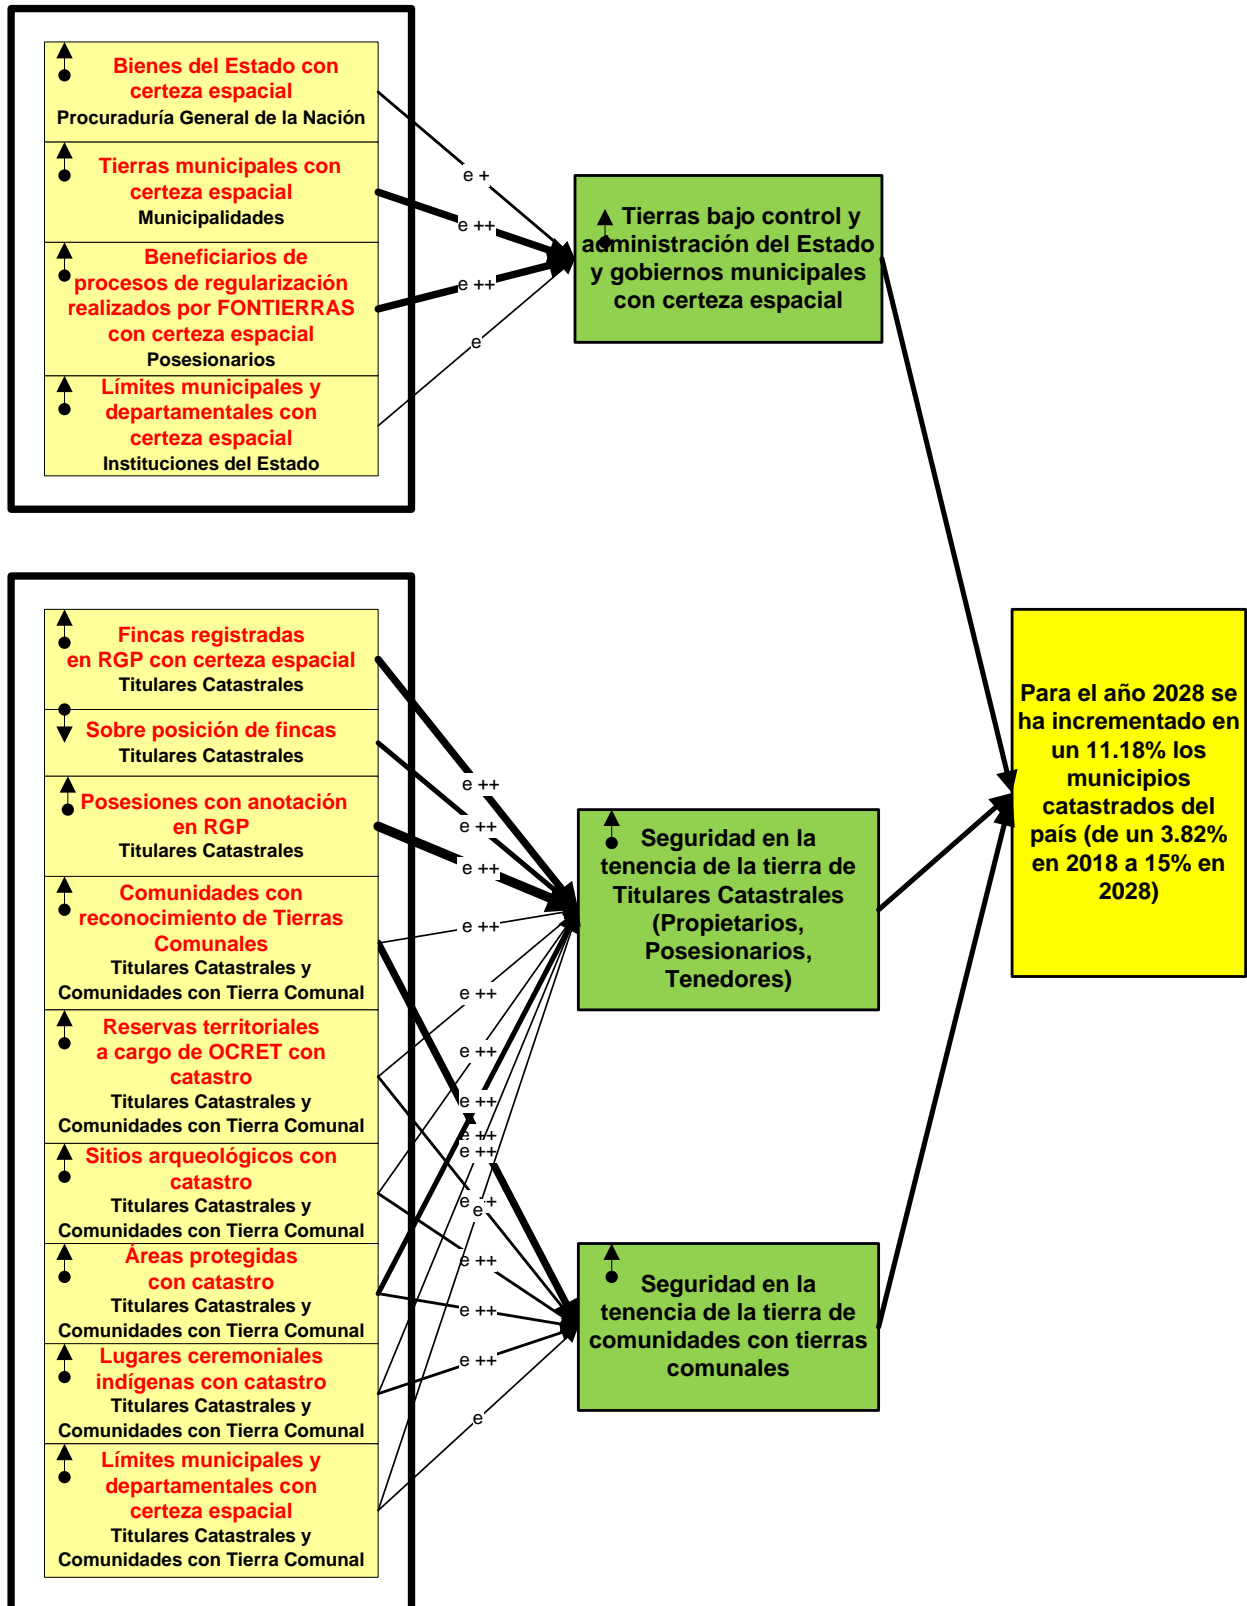 Bienes del Estado con
certeza espacial
Procuraduría General de la Nación
Tierras municipales con
certeza espacial
Municipalidades
Beneficiarios de
procesos de regularización
realizados por FONTIERRAS
con certeza espacial
Posesionarios
Límites municipales y
departamentales con
certeza espacial
Instituciones del Estado
e +
e ++
e ++
e
Tierras bajo control y
administración del Estado
y gobiernos municipales
con certeza espacial
Fincas registradas
en RGP con certeza espacial
Titulares Catastrales
Sobre posición de fincas
Titulares Catastrales
Posesiones con anotación
en RGP
Titulares Catastrales
Comunidades con
reconocimiento de Tierras
Comunales
Titulares Catastrales y
Comunidades con Tierra Comunal
Reservas territoriales
a cargo de OCRET con
catastro
Titulares Catastrales y
Comunidades con Tierra Comunal
Sitios arqueológicos con
catastro
Titulares Catastrales y
Comunidades con Tierra Comunal
Áreas protegidas
con catastro
Titulares Catastrales y
Comunidades con Tierra Comunal
Lugares ceremoniales
indígenas con catastro
Titulares Catastrales y
Comunidades con Tierra Comunal
Límites municipales y
departamentales con
certeza espacial
Titulares Catastrales y
Comunidades con Tierra Comunal
e ++
e ++
e ++
e ++
e ++
e ++
e ++
e ++
e ++
e
e ++
e ++
e ++
e
Seguridad en la
tenencia de la tierra de
Titulares Catastrales
(Propietarios,
Posesionarios,
Tenedores)
Seguridad en la
tenencia de la tierra de
comunidades con tierras
comunales
Para el año 2028 se
ha incrementado en
un 11.18% los
municipios
catastrados del
país (de un 3.82%
en 2018 a 15% en
2028)